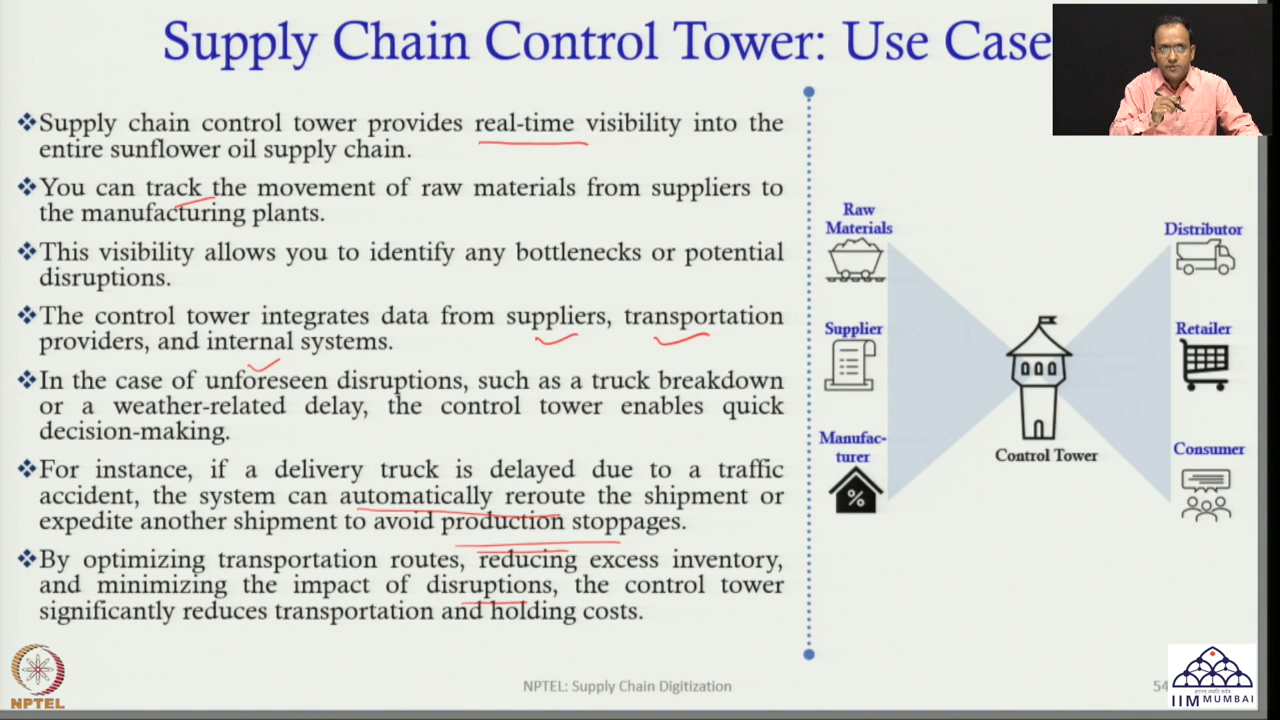 Supply Chain Control Tower: Use Case
❖Supply chain control tower provides real-time visibility into the
entire sunflower oil supply chain.
❖You can track the movement of raw materials from suppliers to
the manufacturing plants.
❖This visibility allows you to identify any bottlenecks or potential
disruptions.
❖The control tower integrates data from suppliers, transportation
providers, and internal systems.
❖In the case of unforeseen disruptions, such as a truck breakdown
or a weather-related delay, the control tower enables quick
decision-making.
❖For instance, if a delivery truck is delayed due to a traffic
accident, the system can automatically reroute the shipment or
expedite another shipment to avoid production stoppages.
❖By optimizing transportation routes, reducing excess inventory,
and minimizing the impact of disruptions, the control tower
significantly reduces transportation and holding costs.
Raw
Materials
Supplier
Manufac-
turer
%
Control Tower
Distributor
Retailer
Consumer
NPTEL
NPTEL: Supply Chain Digitization
54
IIM MUMBAI